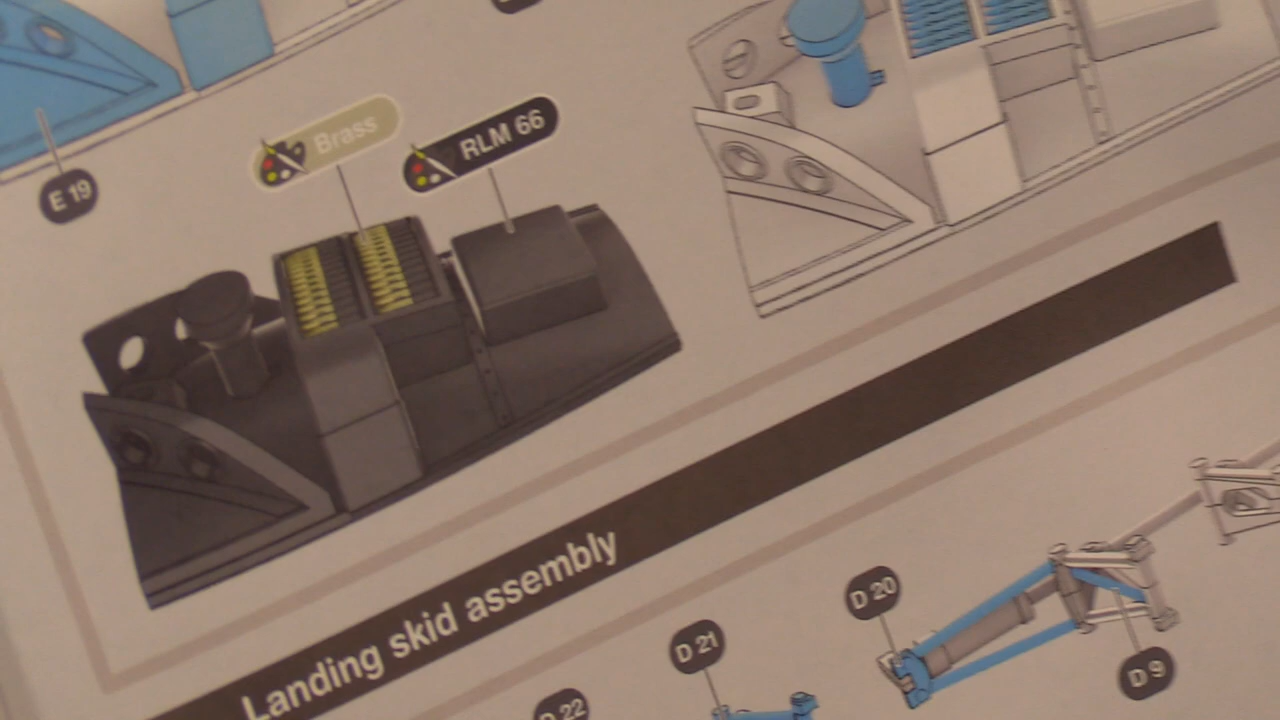 E 19
Brass
RLM 66
Landing skid assembly
D 20
D 21
D 9
D 22